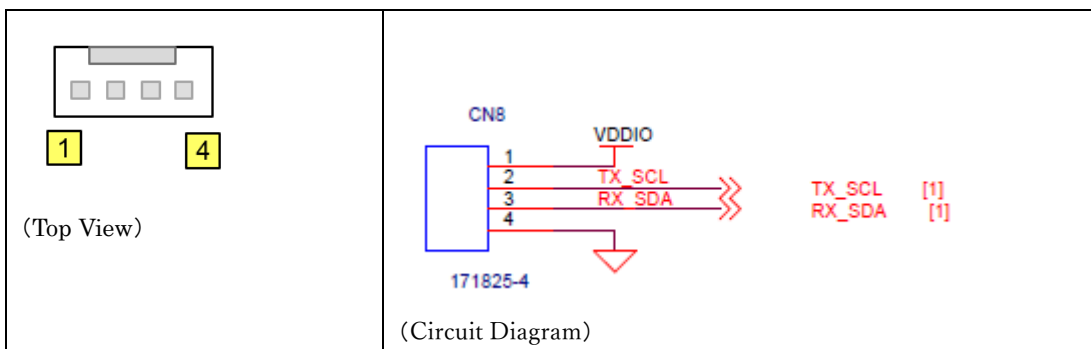 1
4
(Top View)
CN8
VDDIO
1
2 TX_SCL
3 RX_SDA
4
TX_SCL [1]
RX_SDA [1]
171825-4
(Circuit Diagram)